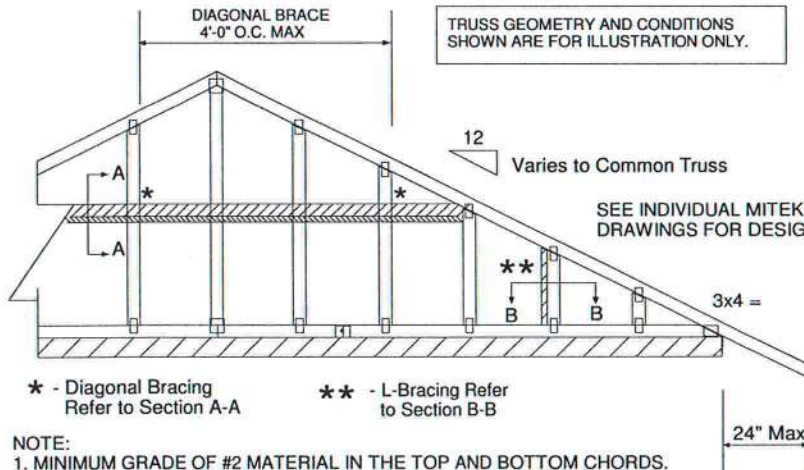 DIAGONAL BRACE
4'-0" O.C. MAX
TRUSS GEOMETRY AND CONDITIONS
SHOWN ARE FOR ILLUSTRATION ONLY.
12
Varies to Common Truss
A
*
*
SEE INDIVIDUAL MITEK
DRAWINGS FOR DESIG
A
**
B
B
3x4 =
* - Diagonal Bracing
Refer to Section A-A
** - L-Bracing Refer
to Section B-B
24" Max
NOTE:
1. MINIMUM GRADE OF #2 MATERIAL IN THE TOP AND BOTTOM CHORDS.